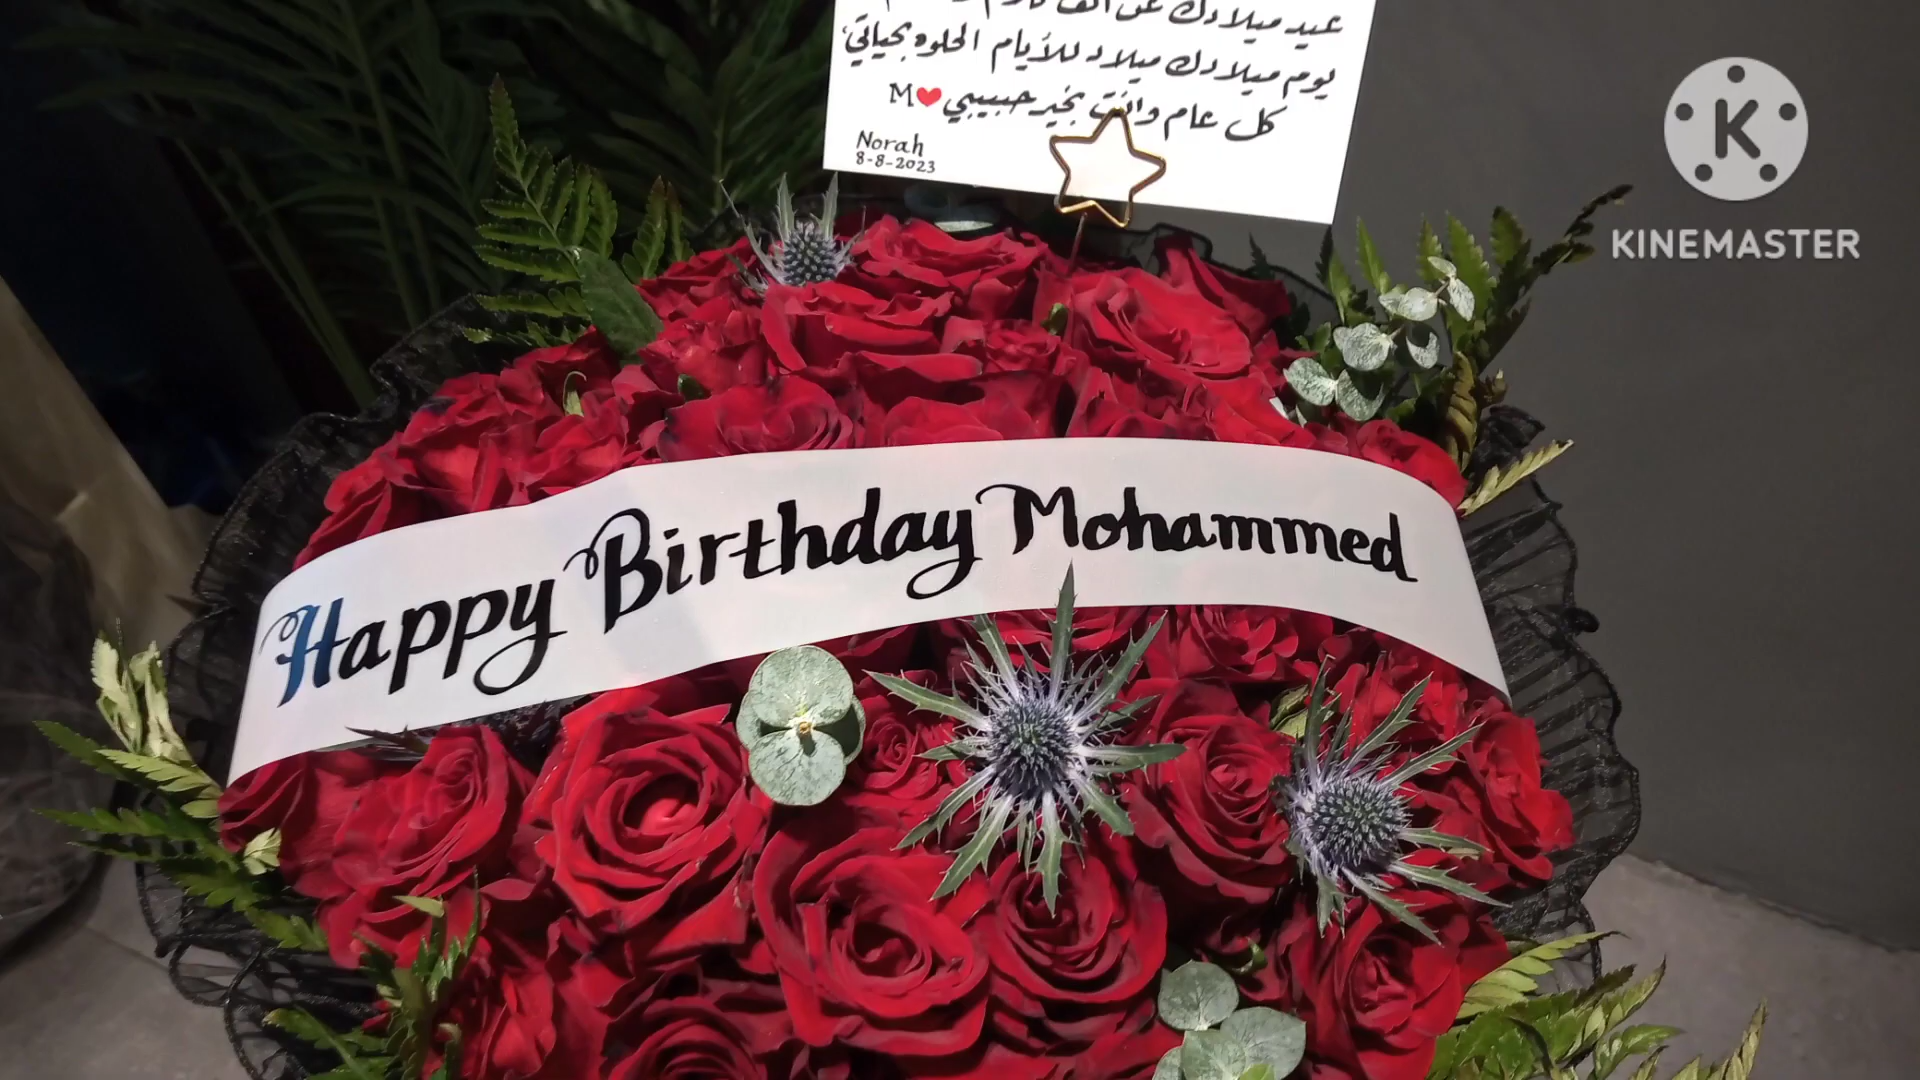 عيد ميلادك عن ألف
يوم ميلادك ميلاد للأيام الحلوه بحياتي،
كل عام وانت بخير حبيبي M❤
Norah
8-8-2023
K
KINEMASTER
Happy Birthday Mohammed